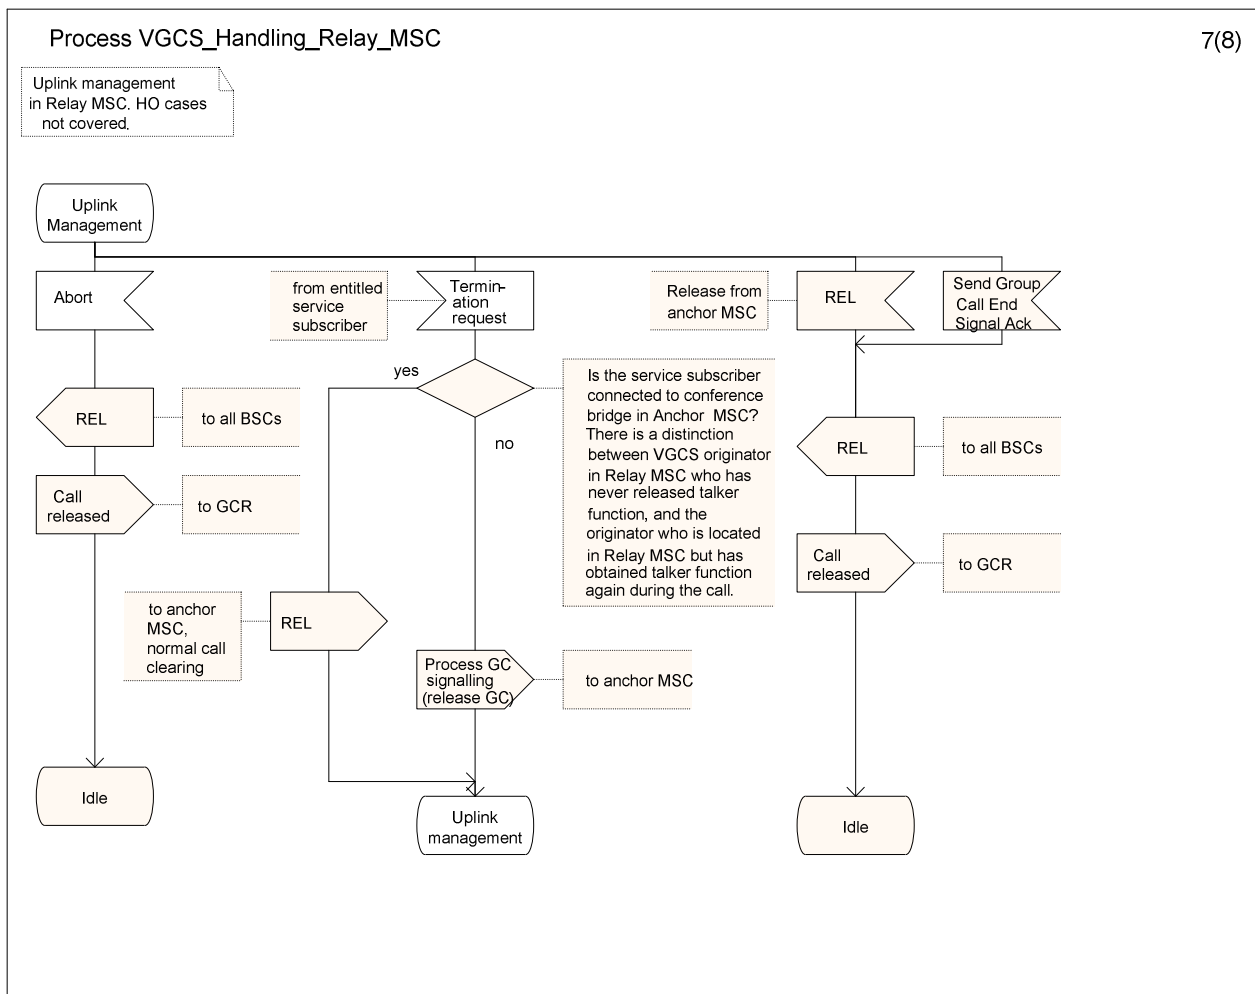 Process VGCS_Handling_Relay_MSC
7(8)
Uplink management
in Relay MSC. HO cases
not covered.
Uplink
Management
Abort
from entitled
service
subscriber
Termin-
ation
request
Release from
anchor MSC
REL
Send Group
Call End
Signal Ack
REL
to all BSCs
Call
released
to GCR
yes
no
Is the service subscriber
connected to conference
bridge in Anchor MSC?
There is a distinction
between VGCS originator
in Relay MSC who has
never released talker
function, and the
originator who is located
in Relay MSC but has
obtained talker function
again during the call.
REL
to all BSCs
Call
released
to GCR
to anchor
MSC,
normal call
clearing
REL
Process GC
signalling
(release GC)
to anchor MSC
Idle
Uplink
management
Idle